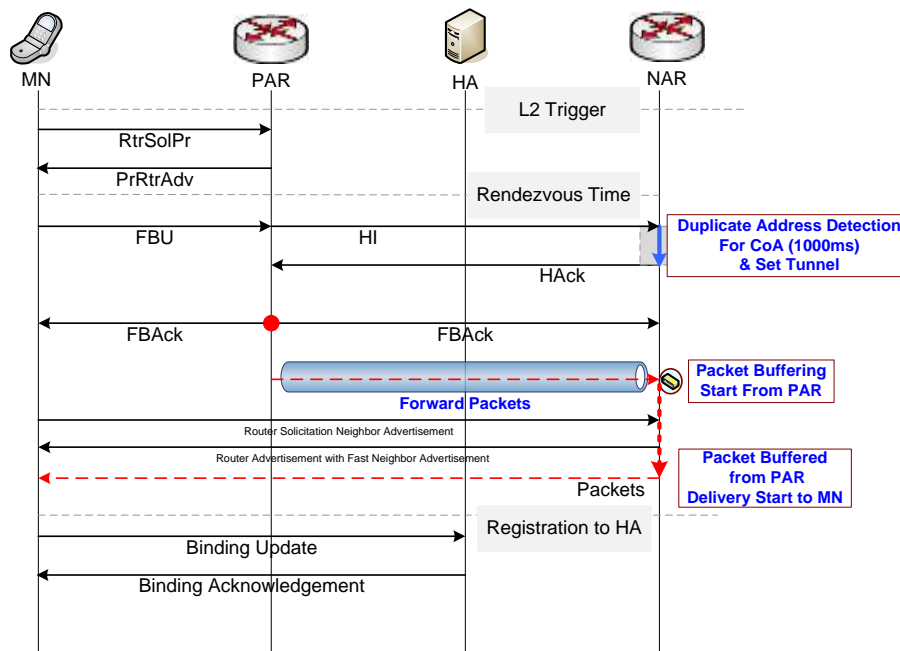 MN
PAR
HA
NAR
L2 Trigger
RtrSolPr
PrRtrAdv
Rendezvous Time
FBU
HI
Duplicate Address Detection
For CoA (1000ms)
& Set Tunnel
HAck
FBAck
FBAck
Packet Buffering
Start From PAR
Forward Packets
Router Solicitation Neighbor Advertisement
Router Advertisement with Fast Neighbor Advertisement
Packet Buffered
from PAR
Delivery Start to MN
Packets
Registration to HA
Binding Update
Binding Acknowledgement